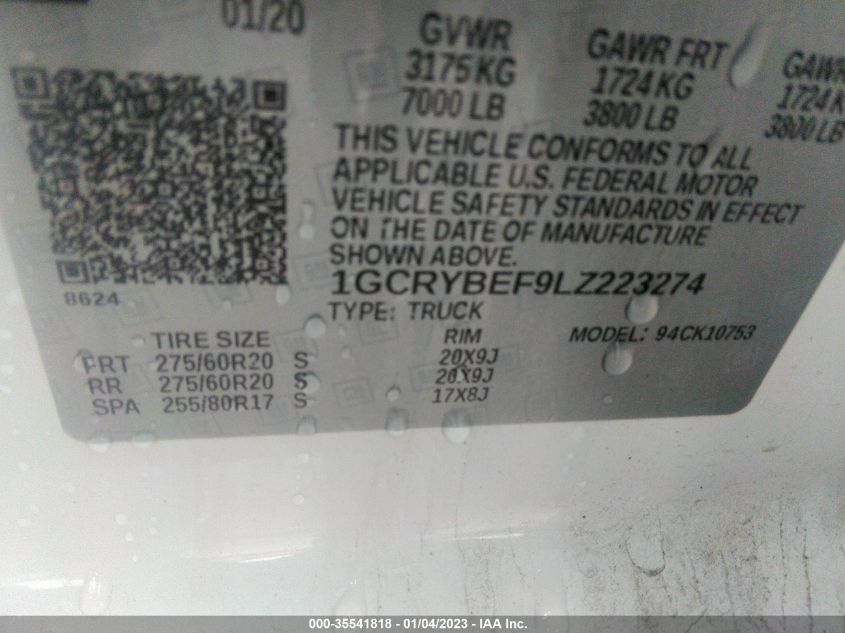 01/20
GVWR
3175 KG
7000 LB
GAWR FRT
1724 KG
3800 LB
GAWR
1724 K
3800 LB
THIS VEHICLE CONFORMS TO ALL
APPLICABLE U.S. FEDERAL MOTOR
VEHICLE SAFETY STANDARDS IN EFFECT
ON THE DATE OF MANUFACTURE
SHOWN ABOVE.
8624
1GCRYBEF9LZ223274
TYPE: TRUCK
TIRE SIZE RIM MODEL: 94CK10753
FRT 275/60R20 S 20X9J
RR 275/60R20 S 20X9J
SPA 255/80R17 S 17X8J
000-35541818 - 01/04/2023 - IAA Inc.